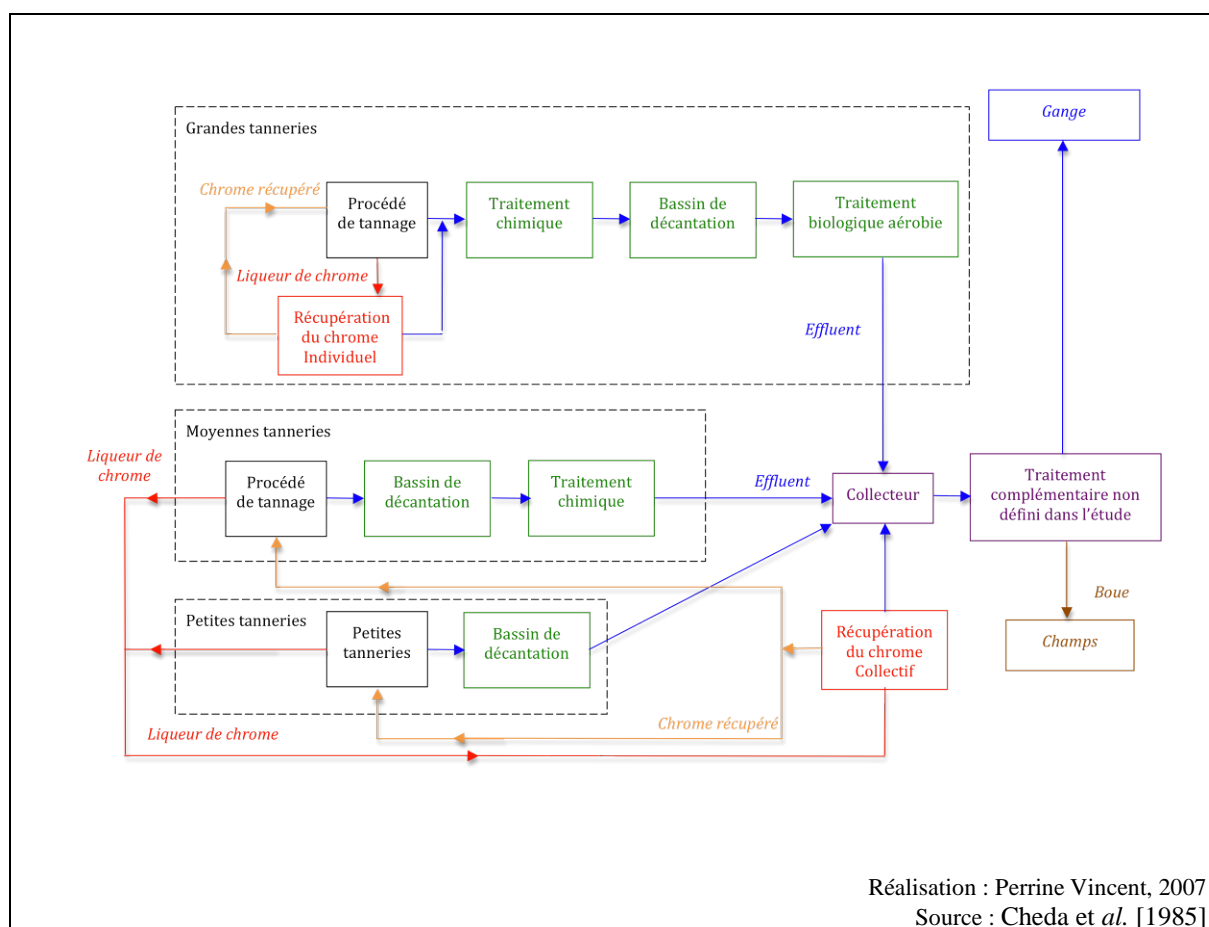 Gange
Grandes tanneries
Chrome récupéré
Procédé
de tannage
Traitement
chimique
Bassin de
décantation
Traitement
biologique aérobie
Liqueur de chrome
Récupération
du chrome
Individuel
Effluent
Moyennes tanneries
Liqueur de
chrome
Procédé
de tannage
Bassin de
décantation
Traitement
chimique
Effluent
Collecteur
Traitement
complémentaire non
défini dans l'étude
Boue
Petites tanneries
Petites
tanneries
Bassin de
décantation
Récupération
du chrome
Collectif
Champs
Chrome récupéré
Liqueur de chrome
Réalisation : Perrine Vincent, 2007
Source : Cheda et al. [1985]